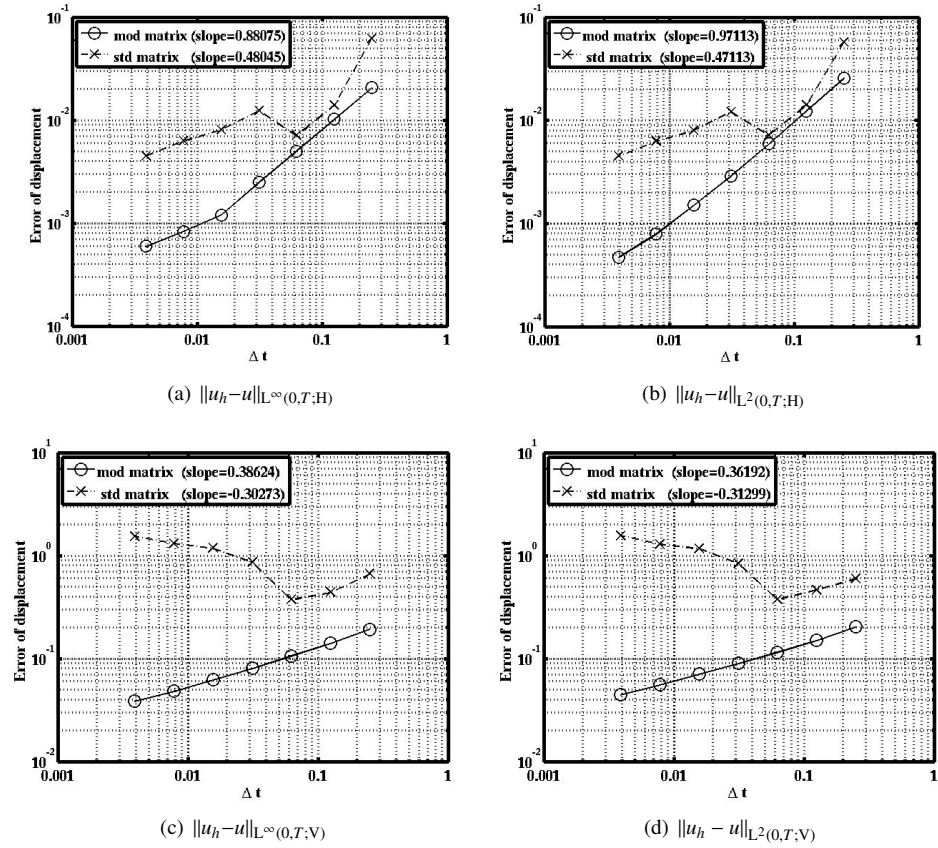 10^-1
mod matrix (slope=0.88075)
std matrix (slope=0.48045)
10^-2
10^-3
10^-4
Error of displacement
0.001 0.01 0.1 1
Δ t
(a) ||u_h−u||_L^∞(0,T;H)
10^-1
mod matrix (slope=0.97113)
std matrix (slope=0.47113)
10^-2
10^-3
10^-4
Error of displacement
0.001 0.01 0.1 1
Δ t
(b) ||u_h−u||_L^2(0,T;H)
10^1
mod matrix (slope=0.38624)
std matrix (slope=-0.30273)
10^0
10^-1
10^-2
Error of displacement
0.001 0.01 0.1 1
Δ t
(c) ||u_h−u||_L^∞(0,T;V)
10^1
mod matrix (slope=0.36192)
std matrix (slope=-0.31299)
10^0
10^-1
10^-2
Error of displacement
0.001 0.01 0.1 1
Δ t
(d) ||u_h − u||_L^2(0,T;V)